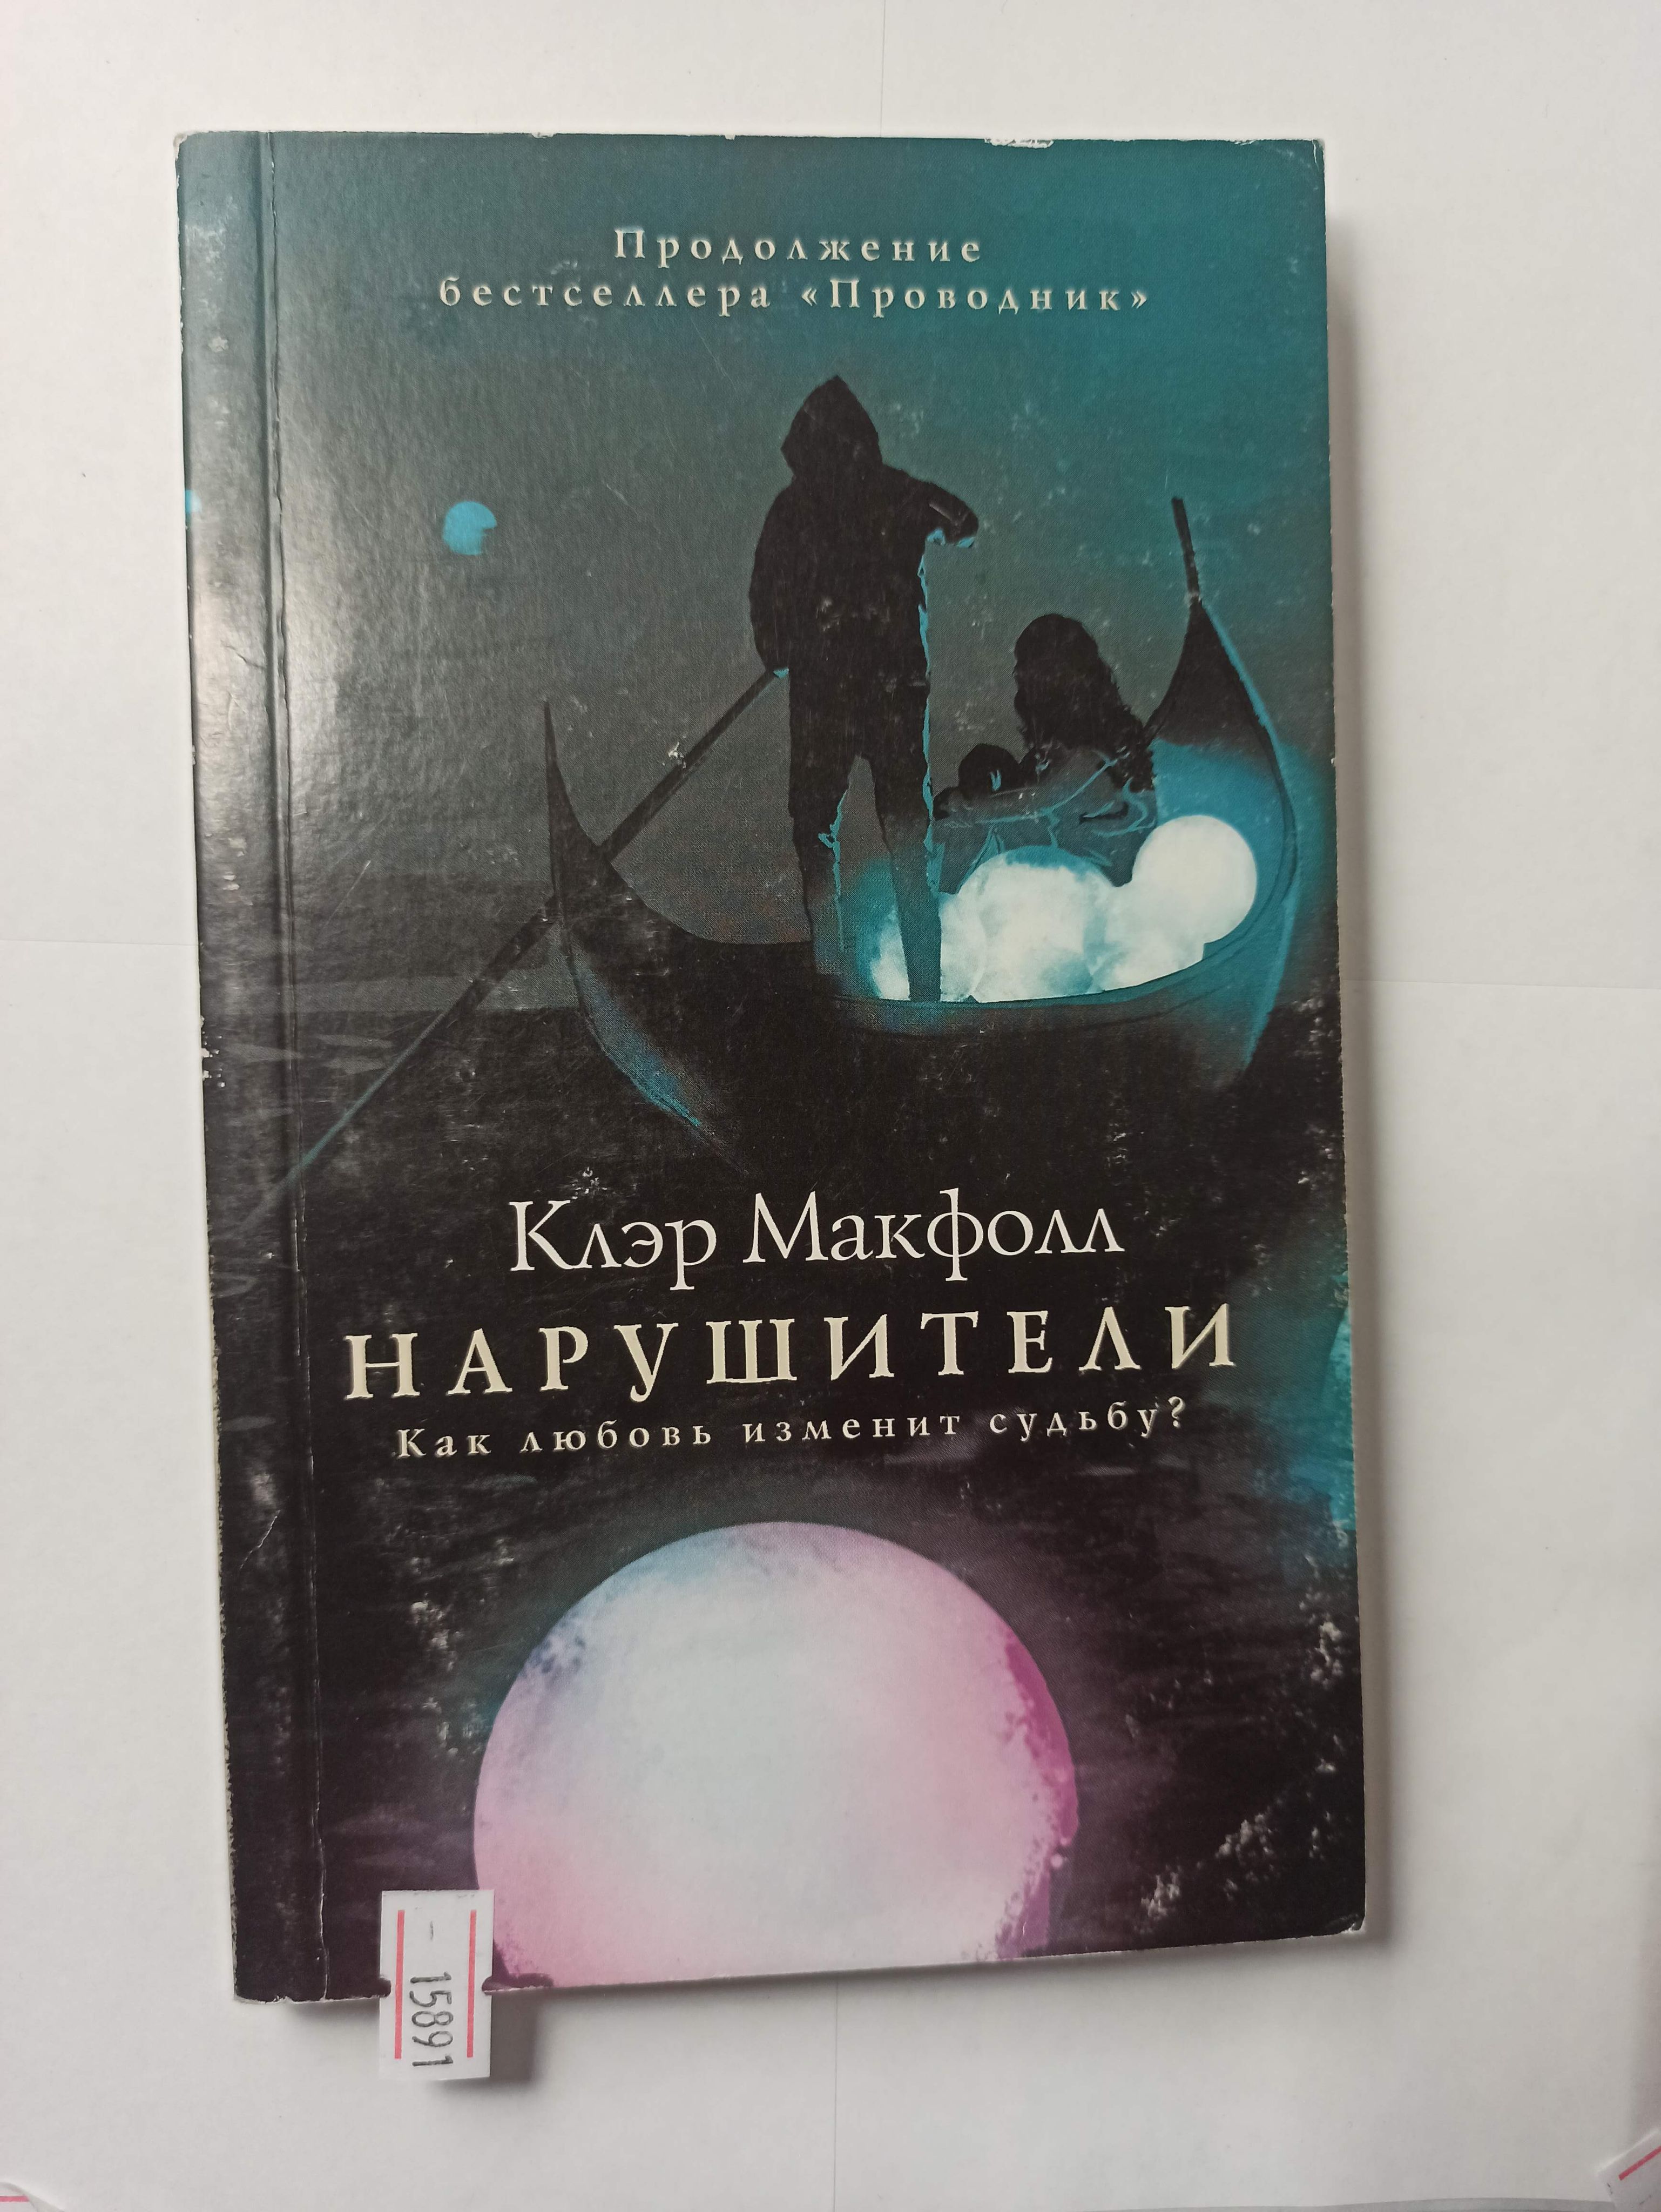 Продолжение
бестселлера «Проводник»
Клэр Макфолл
НАРУШИТЕЛИ
Как любовь изменит судьбу?
- 15891